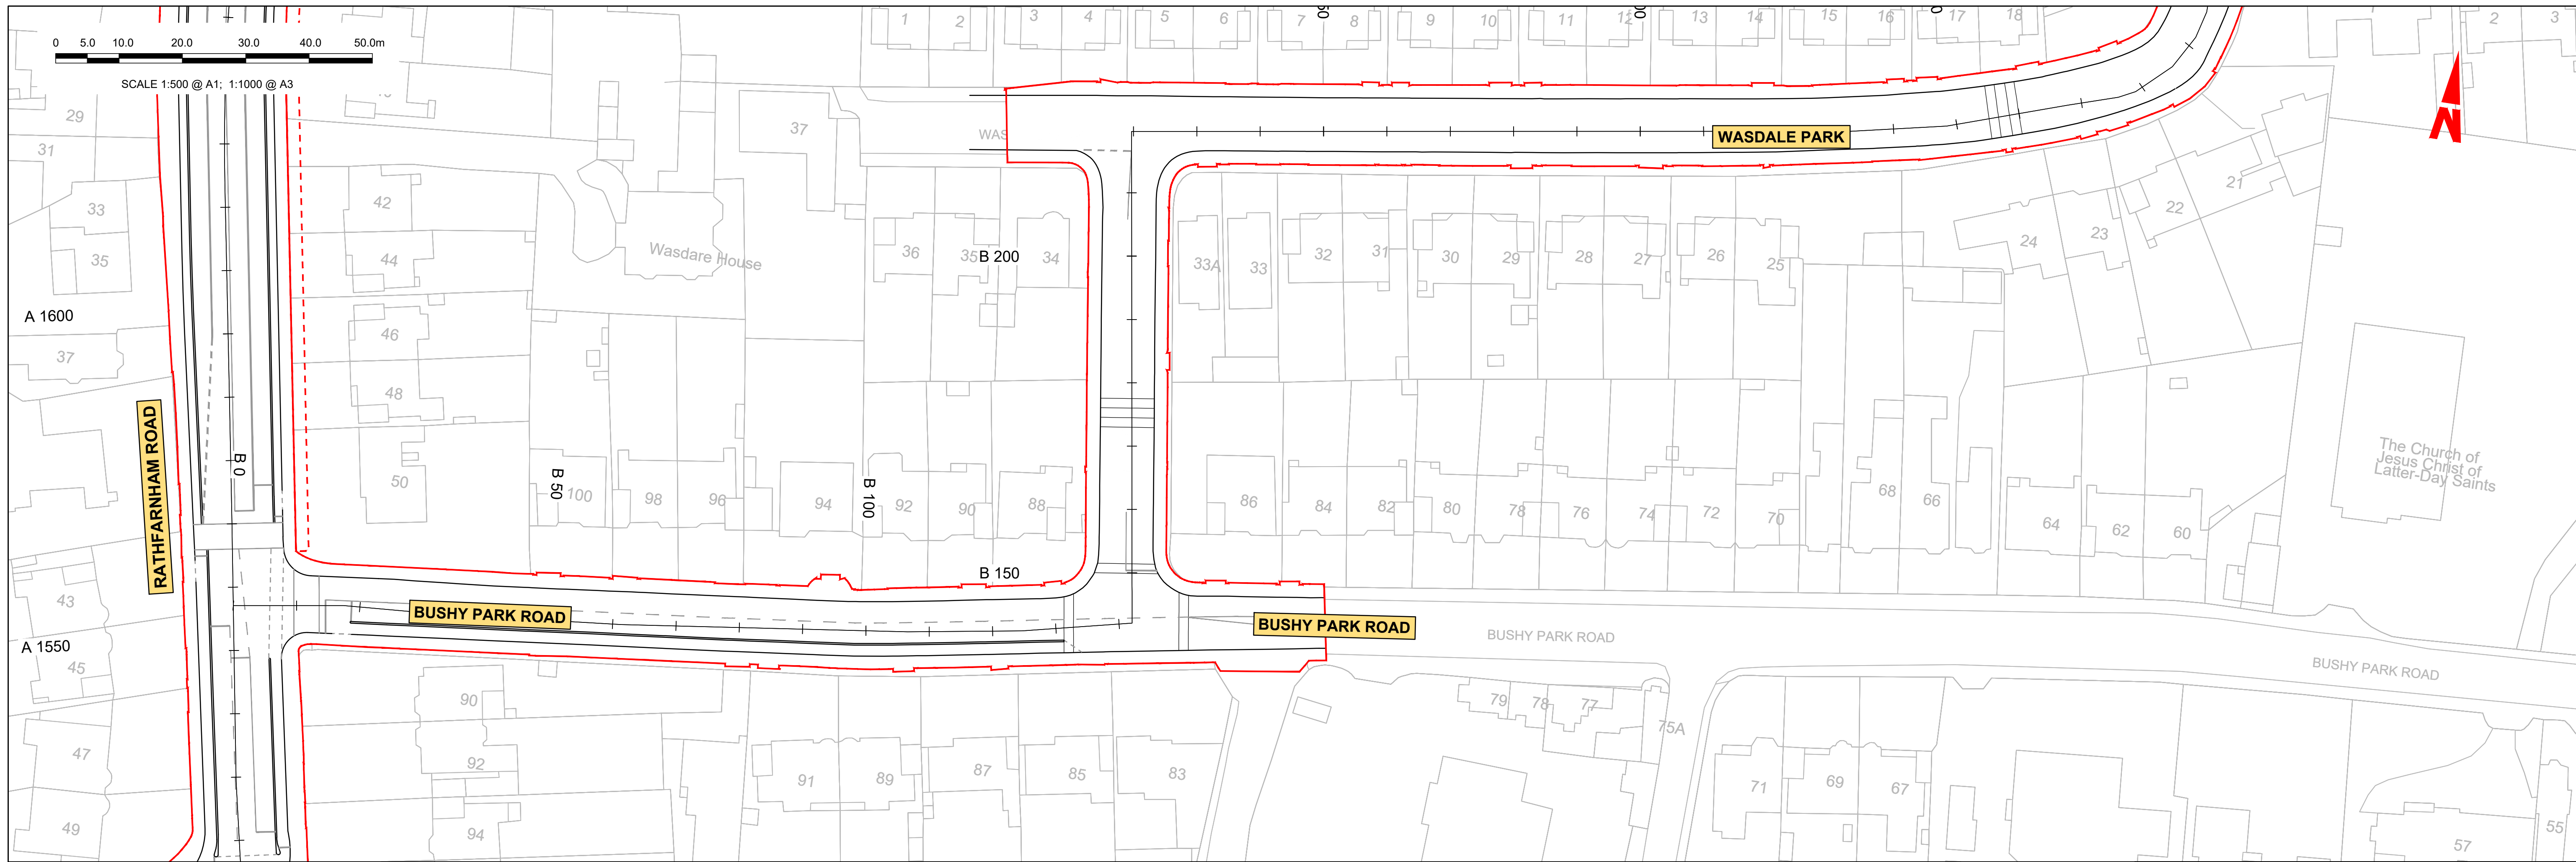 0 5.0 10.0 20.0 30.0 40.0 50.0m
SCALE 1:500 @ A1; 1:1000 @ A3
1 2 3 4 5 6 7 8 9 10 11 12 13 14 15 16 17 18
2 3
50
00
0
N
29
31
33
35
37
42
44
46
48
50
37
Wasdare House
WAS
WASDALE PARK
36 35 34
B 200
33A 33 32 31 30 29 28 27 26 25
24 23 22 21
A 1600
RATHFARNHAM ROAD
B 0
B 50
B 100
100 98 96 94 92 90 88
86 84 82 80 78 76 74 72 70 68 66 64 62 60
The Church of
Jesus Christ of
Latter-Day Saints
B 150
BUSHY PARK ROAD
BUSHY PARK ROAD
BUSHY PARK ROAD
BUSHY PARK ROAD
A 1550
43
45
47
49
90
92
94
91 89 87 85 83
79 78 77
75A
71 69 67
57
55